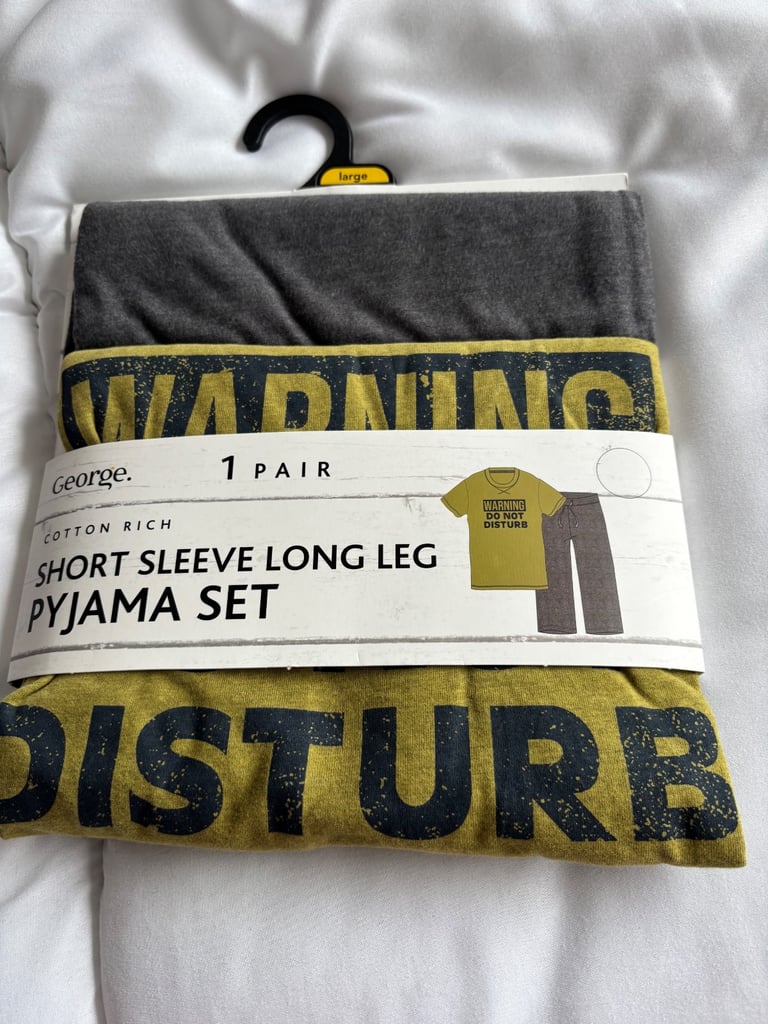 large
WARNING
George.
1 PAIR
COTTON RICH
SHORT SLEEVE LONG LEG
PYJAMA SET
WARNING
DO NOT
DISTURB
DISTURB